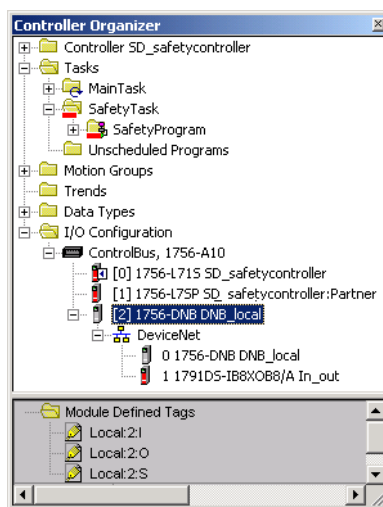 Controller Organizer
Controller SD_safetycontroller
Tasks
MainTask
SafetyTask
SafetyProgram
Unscheduled Programs
Motion Groups
Trends
Data Types
I/O Configuration
ControlBus, 1756-A10
[0] 1756-L71S SD_safetycontroller
[1] 1756-L7SP SD_safetycontroller:Partner
[2] 1756-DNB DNB_local
DeviceNet
0 1756-DNB DNB_local
1 1791DS-IB8XOB8/A In_out
Module Defined Tags
Local:2:I
Local:2:O
Local:2:S